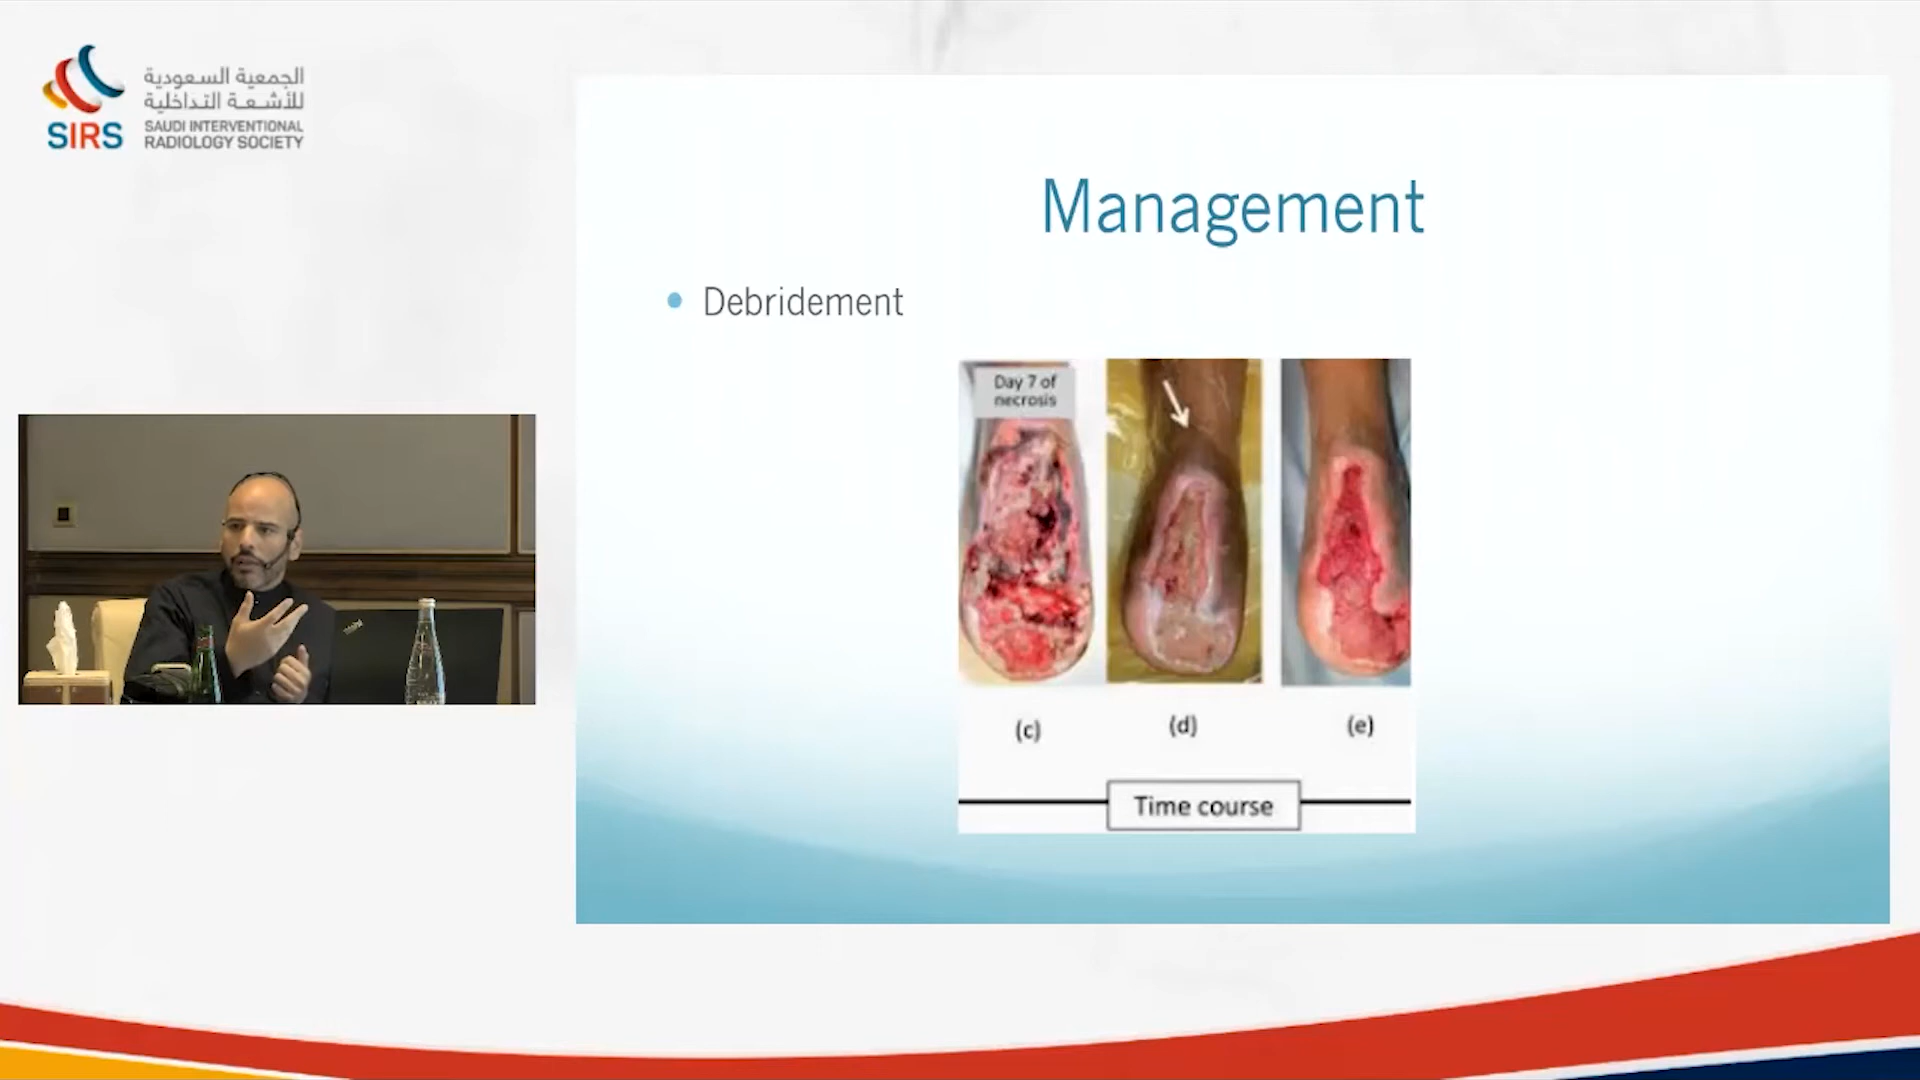 الجمعية السعودية
للأشعة التداخلية
SIRS
SAUDI INTERVENTIONAL
RADIOLOGY SOCIETY
Management
• Debridement
Day 7 of
necrosis
(c)
(d)
(e)
Time course